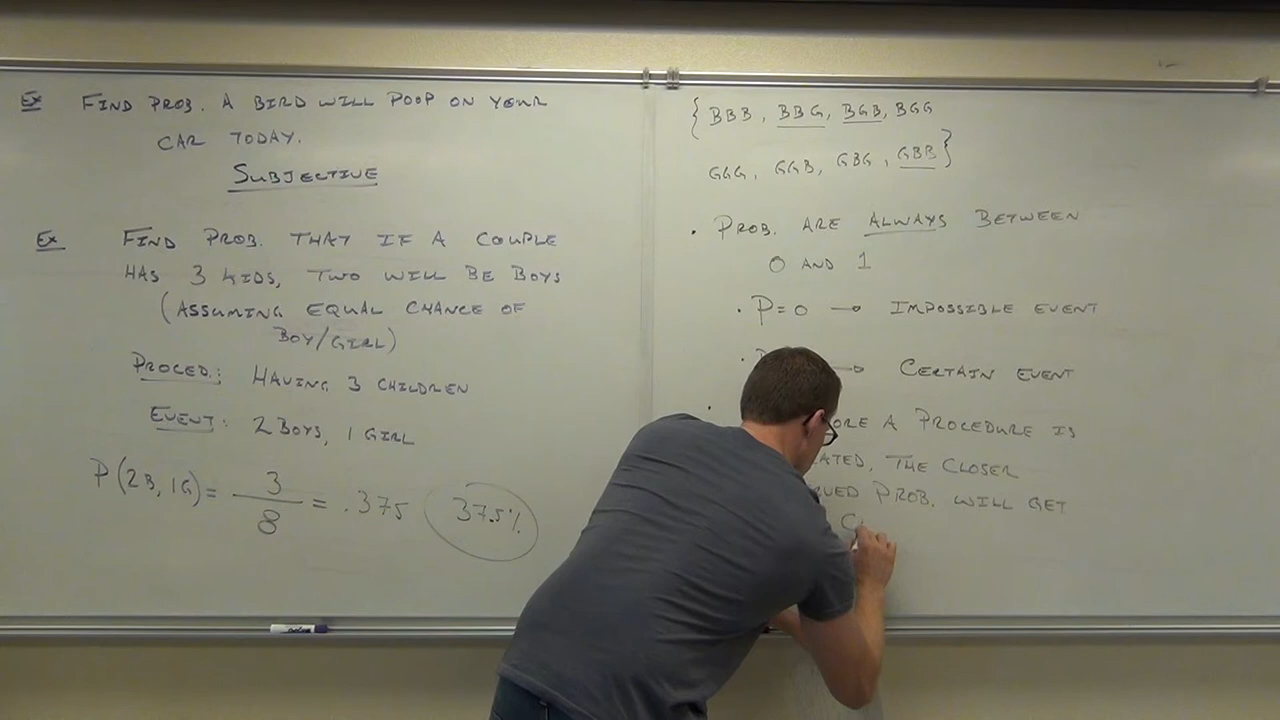 Ex FIND PROB. A BIRD WILL POOP ON YOUR
CAR TODAY.
SUBJECTIVE
Ex FIND PROB. THAT IF A COUPLE
HAS 3 KIDS, TWO WILL BE BOYS
(ASSUMING EQUAL CHANCE OF
BOY/GIRL)
PROCED.: HAVING 3 CHILDREN
EVENT: 2 BOYS, 1 GIRL
P(2B, 1G) = 3/8 = .375 37.5%
{BBB, BBG, BGB, BGG
GGG, GGB, GBG, GBB}
• PROB. ARE ALWAYS BETWEEN
0 AND 1
• P=0 → IMPOSSIBLE EVENT
• → CERTAIN EVENT
• A PROCEDURE IS
THE CLOSER
PROB. WILL GET